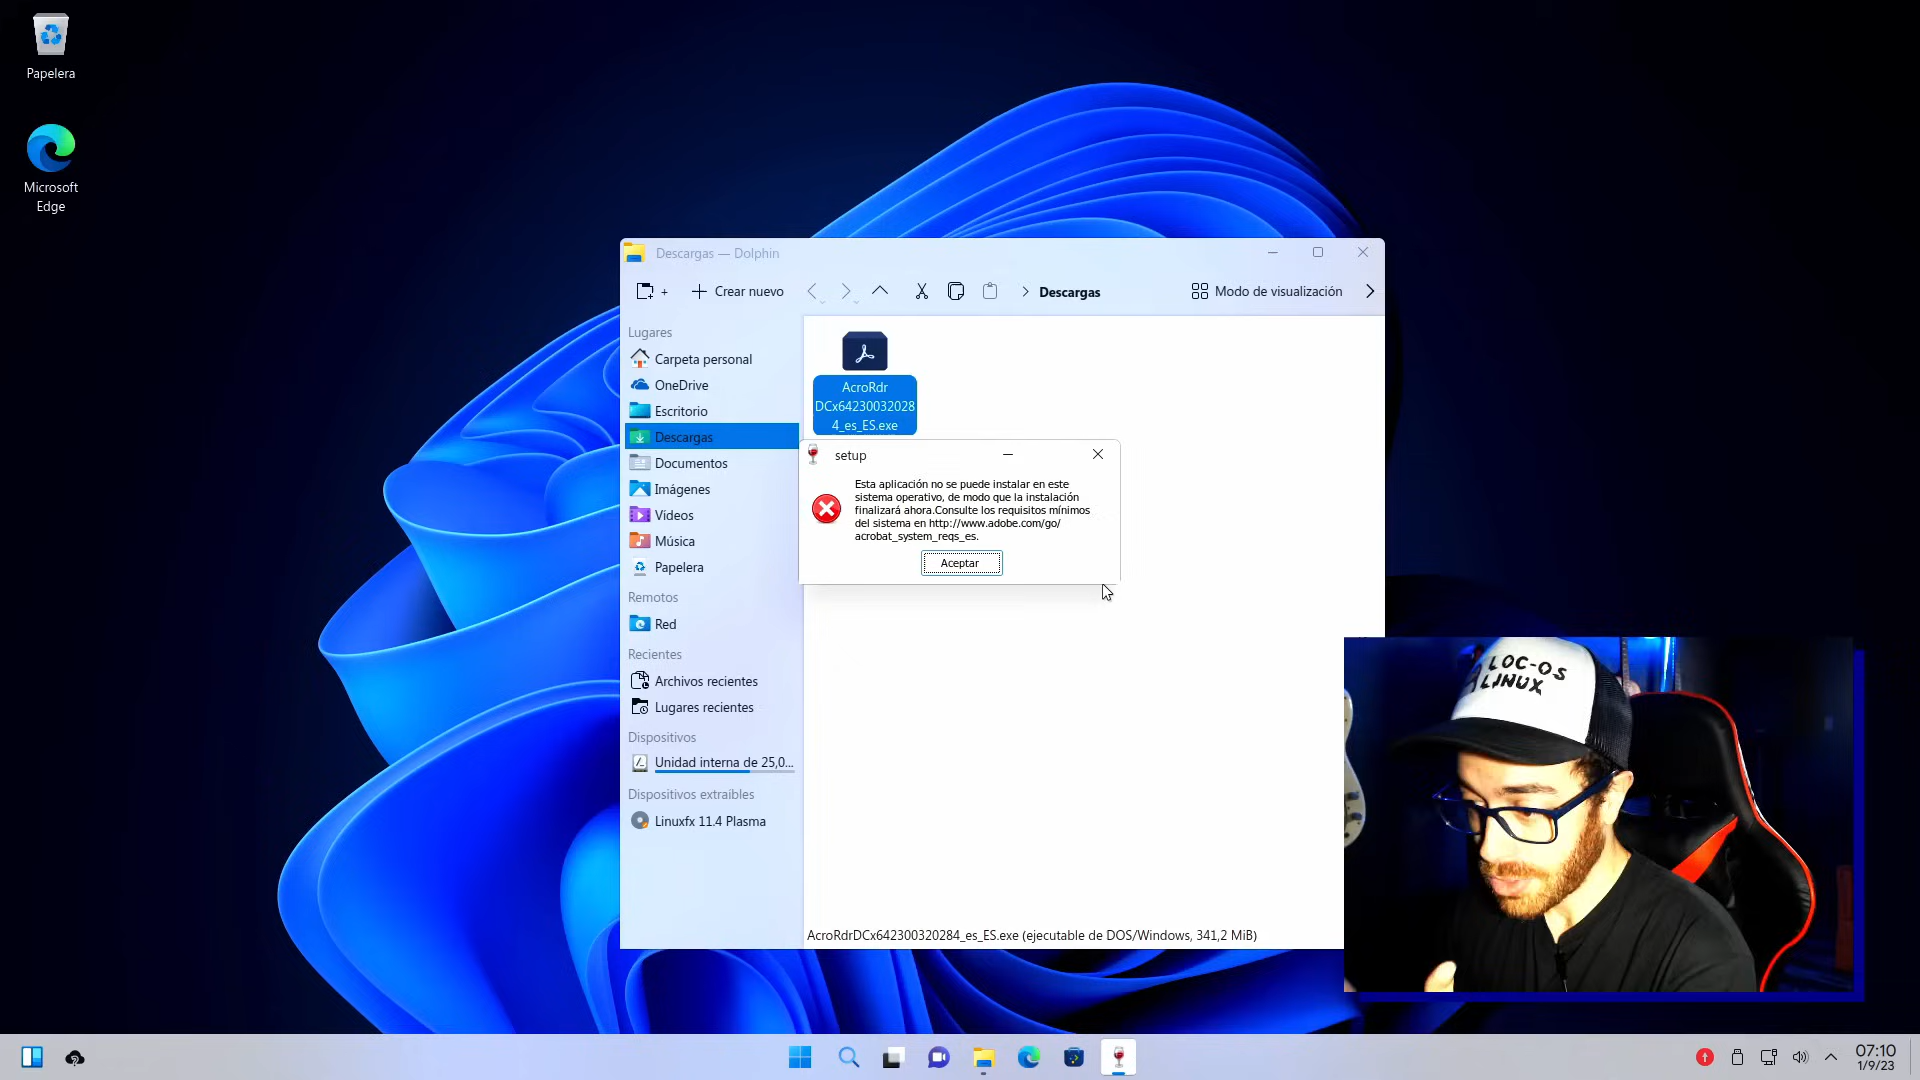 Papelera
Microsoft
Edge
Descargas — Dolphin
Crear nuevo
Descargas
Modo de visualización
Lugares
Carpeta personal
OneDrive
Escritorio
Descargas
Documentos
Imágenes
Vídeos
Música
Papelera
Remotos
Red
Recientes
Archivos recientes
Lugares recientes
Dispositivos
Unidad interna de 25,0...
Dispositivos extraíbles
Linuxfx 11.4 Plasma
AcroRdr
DCx64230032028
4_es_ES.exe
setup
Esta aplicación no se puede instalar en este
sistema operativo, de modo que la instalación
finalizará ahora.Consulte los requisitos mínimos
del sistema en http://www.adobe.com/go/
acrobat_system_reqs_es.
Aceptar
AcroRdrDCx642300320284_es_ES.exe (ejecutable de DOS/Windows, 341,2 MiB)
LOC-OS
LINUX
07:10
1/9/23